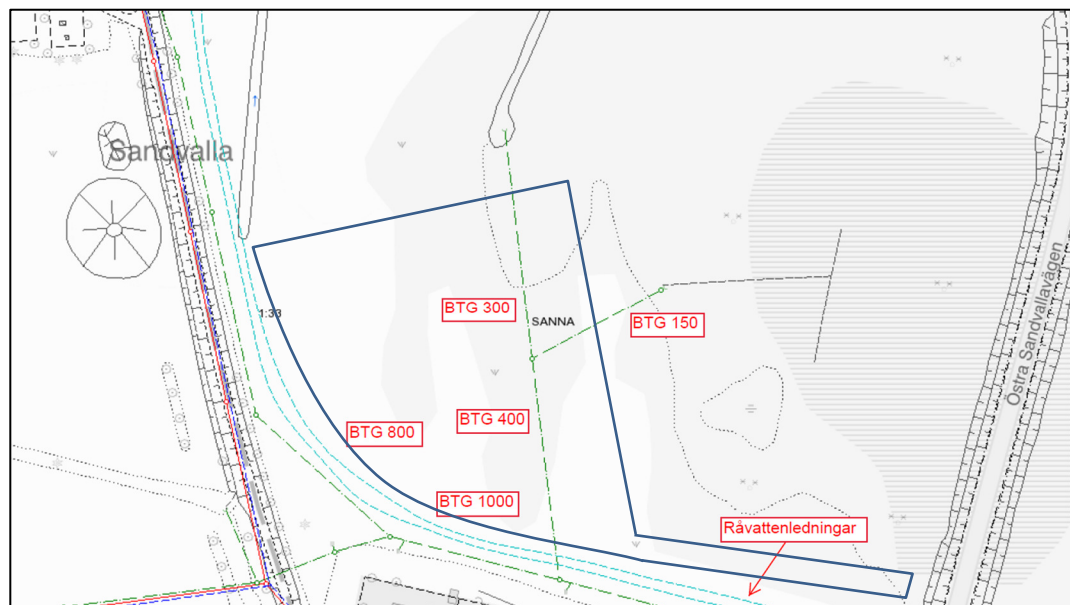 Sandvalla
1:33
BTG 300
SANNA
BTG 150
BTG 400
BTG 800
BTG 1000
Råvattenledningar
Östra Sandvallavägen